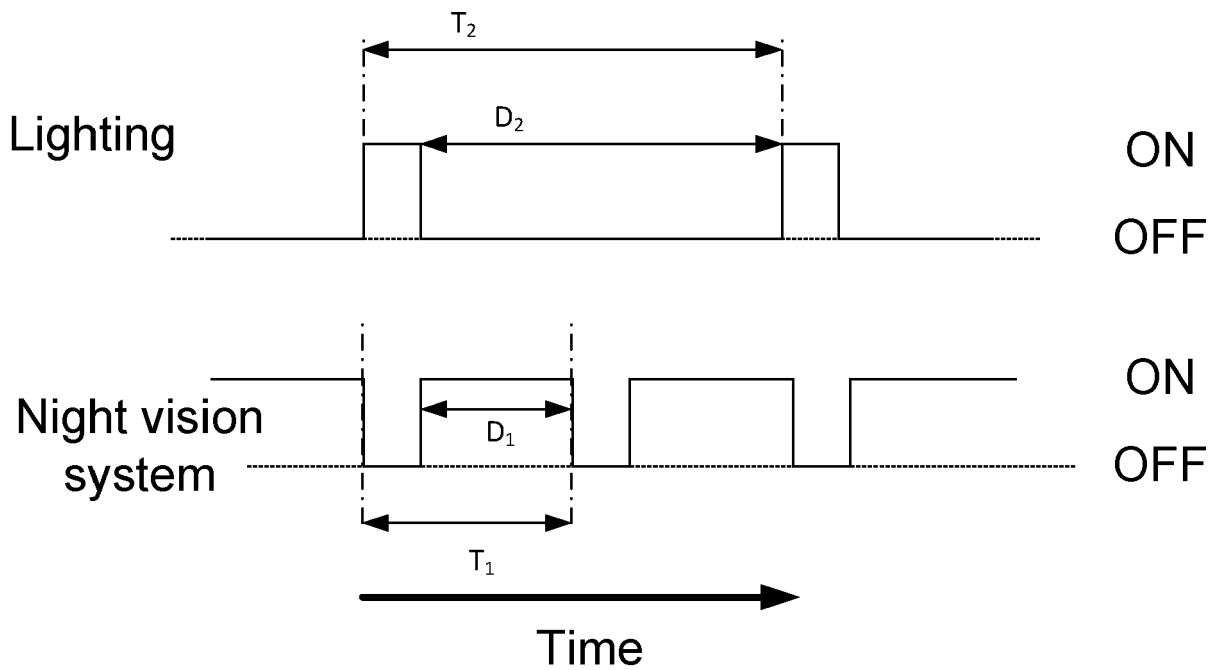 T₂
D₂
Lighting
ON
OFF
ON
Night vision
system
D₁
OFF
T₁
Time